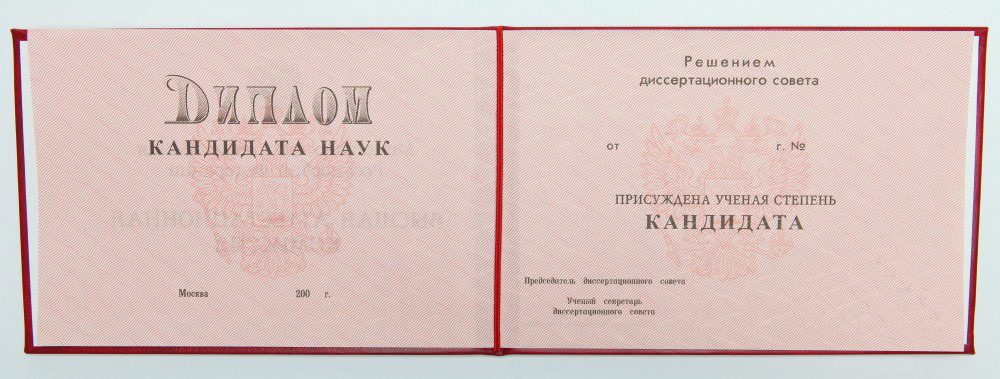 Диплом
КАНДИДАТА НАУК
Москва 200 г.
Решением
диссертационного совета
от г. №
ПРИСУЖДЕНА УЧЕНАЯ СТЕПЕНЬ
КАНДИДАТА
Председатель диссертационного совета
Ученый секретарь
диссертационного совета